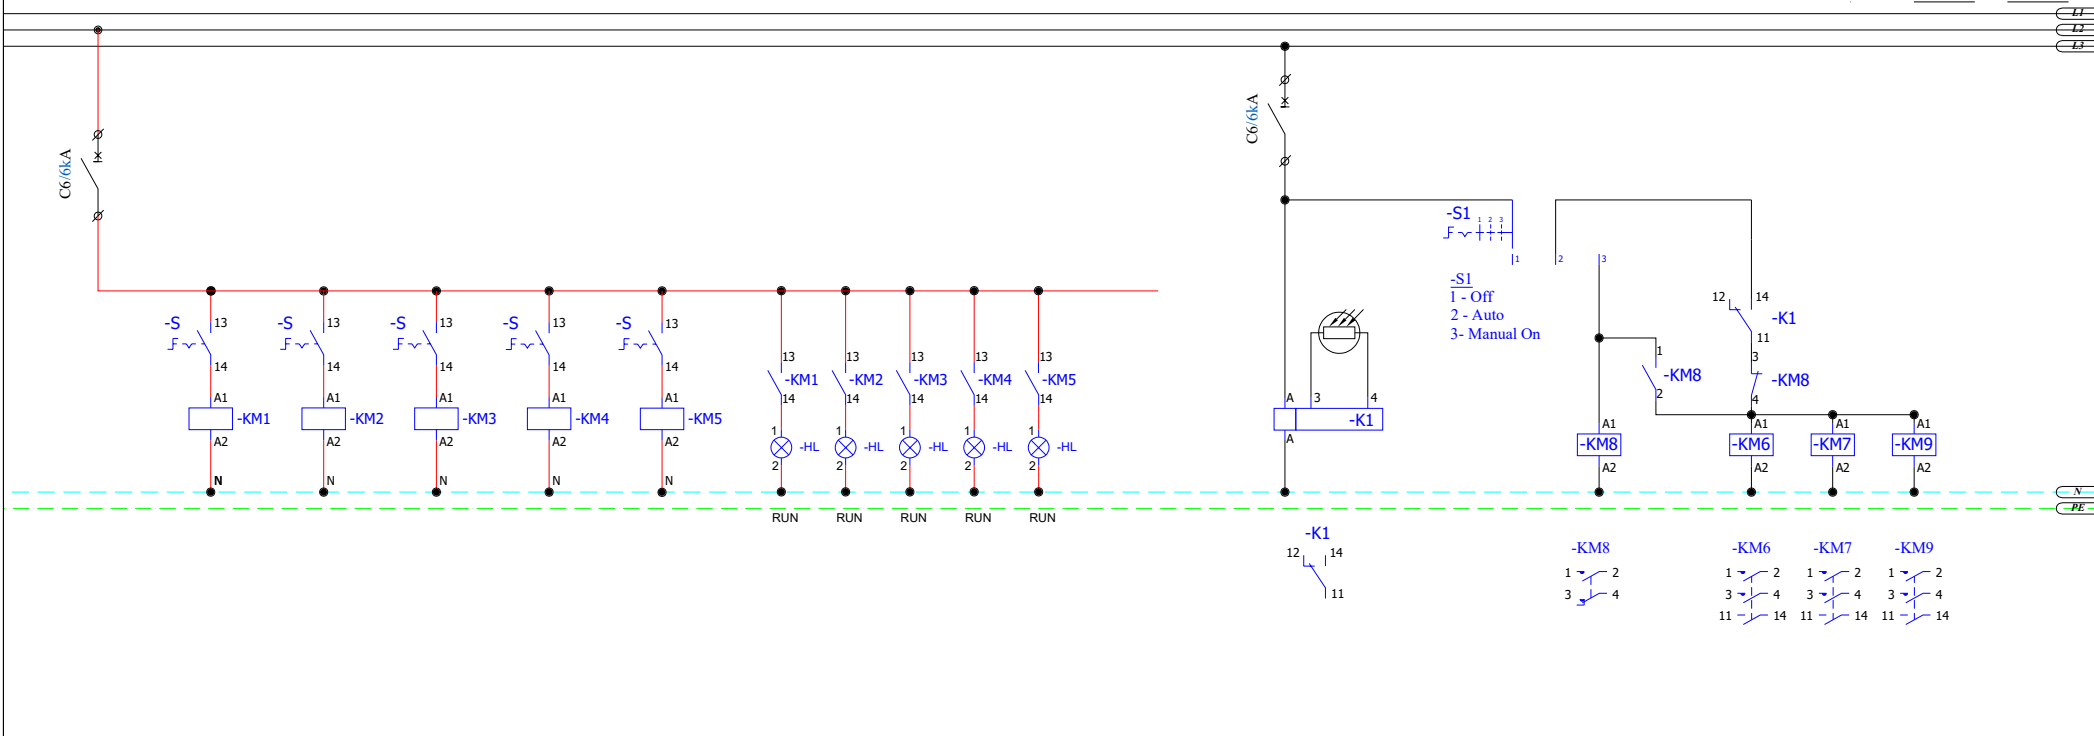 L1
L2
L3
C6/6kA
C6/6kA
-S1 1 2 3
1 2 3
-S1
1 - Off
2 - Auto
3- Manual On
-S 13 -S 13 -S 13 -S 13 -S 13
14 14 14 14 14
12 14
-K1
11
13 13 13 13 13
-KM1 -KM2 -KM3 -KM4 -KM5
14 14 14 14 14
1
-KM8
2
3
-KM8
4
A1 A1 A1 A1 A1
-KM1 -KM2 -KM3 -KM4 -KM5
A2 A2 A2 A2 A2
A 3 4
-K1
A
1 1 1 1 1
-HL -HL -HL -HL -HL
2 2 2 2 2
A1 A1 A1 A1
-KM8 -KM6 -KM7 -KM9
A2 A2 A2 A2
N N N N N
N
PE
RUN RUN RUN RUN RUN
-K1
12 14
11
-KM8 -KM6 -KM7 -KM9
1 2 1 2 1 2 1 2
3 4 3 4 3 4 3 4
11 14 11 14 11 14